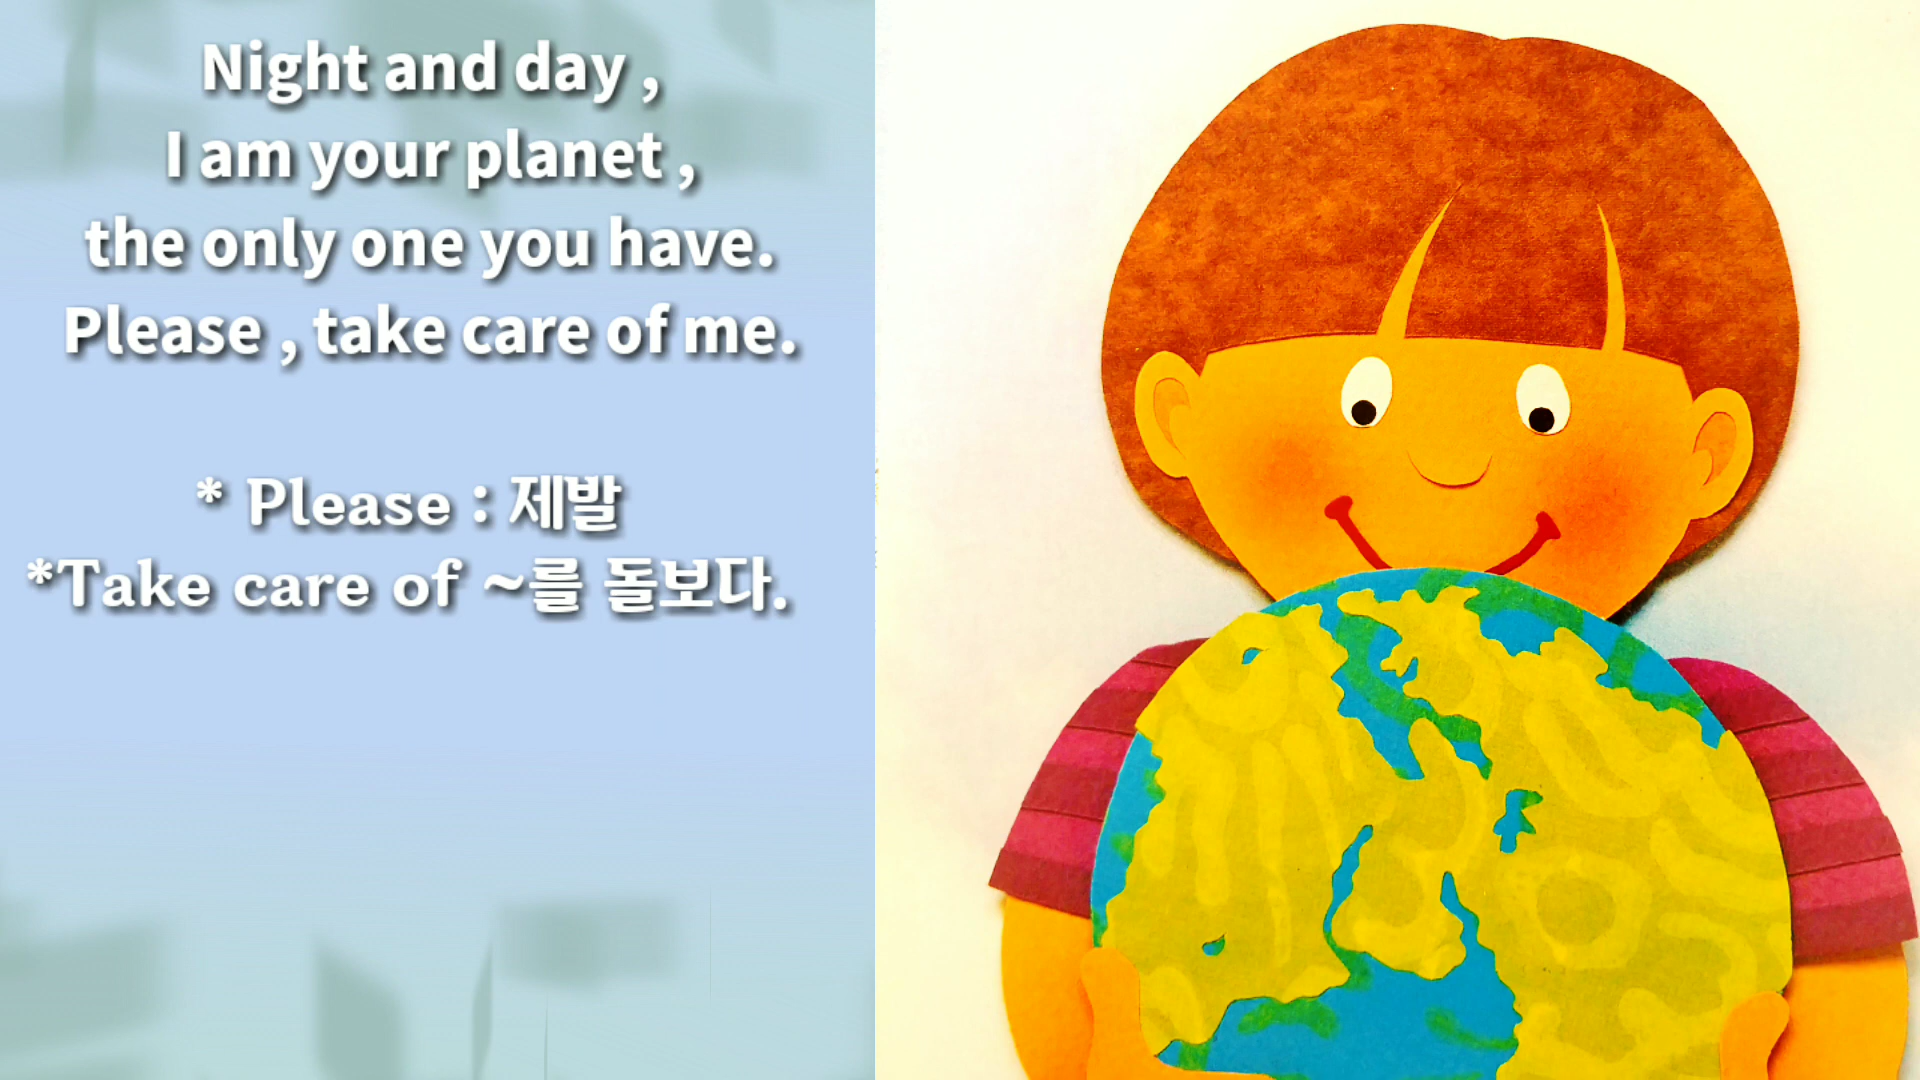 Night and day ,
I am your planet ,
the only one you have.
Please , take care of me.
* Please : 제발
*Take care of ~를 돌보다.